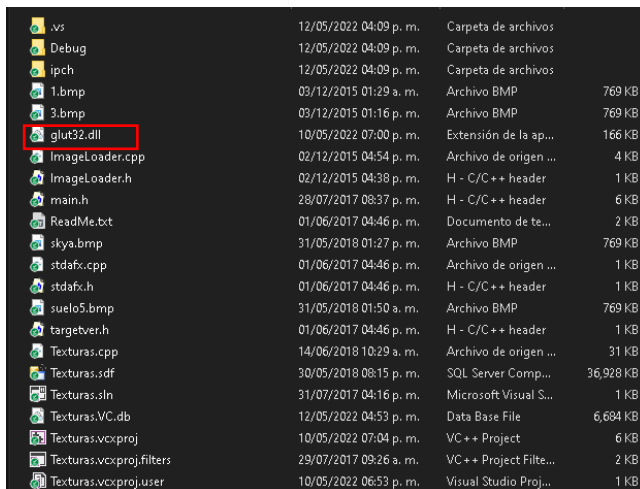 .vs 12/05/2022 04:09 p. m. Carpeta de archivos
Debug 12/05/2022 04:09 p. m. Carpeta de archivos
ipch 12/05/2022 04:09 p. m. Carpeta de archivos
1.bmp 03/12/2015 01:29 a. m. Archivo BMP 769 KB
3.bmp 03/12/2015 01:16 p. m. Archivo BMP 769 KB
glut32.dll 10/05/2022 07:00 p. m. Extensión de la ap... 166 KB
ImageLoader.cpp 02/12/2015 04:54 p. m. Archivo de origen ... 4 KB
ImageLoader.h 02/12/2015 04:38 p. m. H - C/C++ header 1 KB
main.h 28/07/2017 08:37 p. m. H - C/C++ header 6 KB
ReadMe.txt 01/06/2017 04:46 p. m. Documento de te... 2 KB
skya.bmp 31/05/2018 01:27 p. m. Archivo BMP 769 KB
stdafx.cpp 01/06/2017 04:46 p. m. Archivo de origen ... 1 KB
stdafx.h 01/06/2017 04:46 p. m. H - C/C++ header 1 KB
suelo5.bmp 31/05/2018 01:50 a. m. Archivo BMP 769 KB
targetver.h 01/06/2017 04:46 p. m. H - C/C++ header 1 KB
Texturas.cpp 14/06/2018 10:29 a. m. Archivo de origen ... 31 KB
Texturas.sdf 30/05/2018 08:15 p. m. SQL Server Comp... 36,928 KB
Texturas.sln 31/07/2017 04:16 p. m. Microsoft Visual S... 1 KB
Texturas.VC.db 12/05/2022 04:53 p. m. Data Base File 6,684 KB
Texturas.vcxproj 10/05/2022 07:04 p. m. VC++ Project 6 KB
Texturas.vcxproj.filters 29/07/2017 09:26 a. m. VC++ Project Filte... 2 KB
Texturas.vcxproj.user 10/05/2022 06:53 p. m. Visual Studio Proj... 1 KB